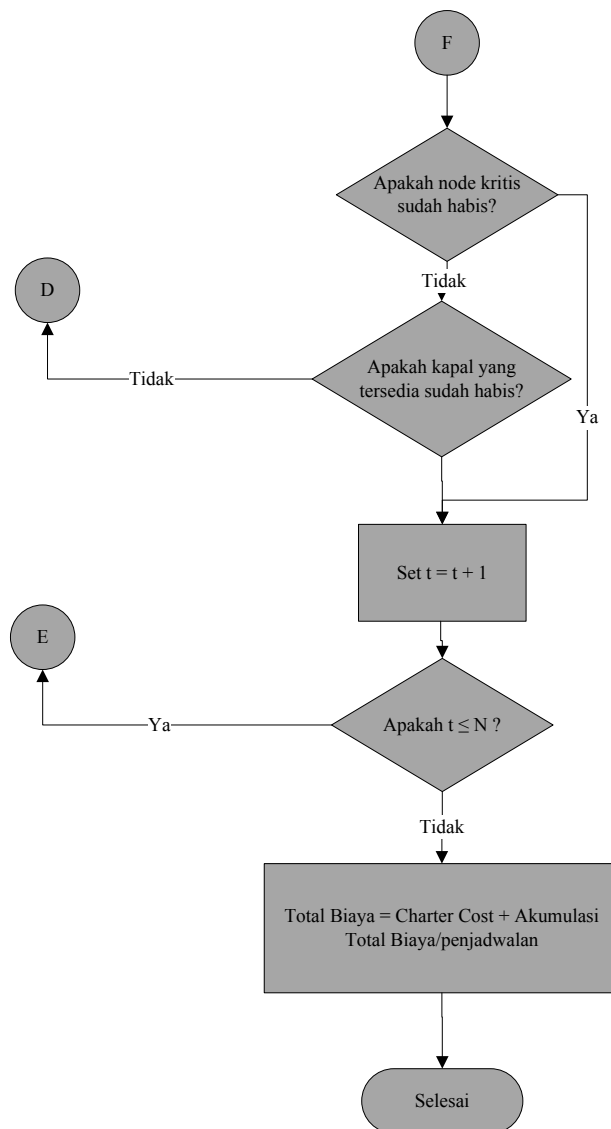 F
Apakah node kritis
sudah habis?
Tidak
D
Apakah kapal yang
tersedia sudah habis?
Tidak
Ya
Set t = t + 1
E
Apakah t ≤ N ?
Ya
Tidak
Total Biaya = Charter Cost + Akumulasi
Total Biaya/penjadwalan
Selesai